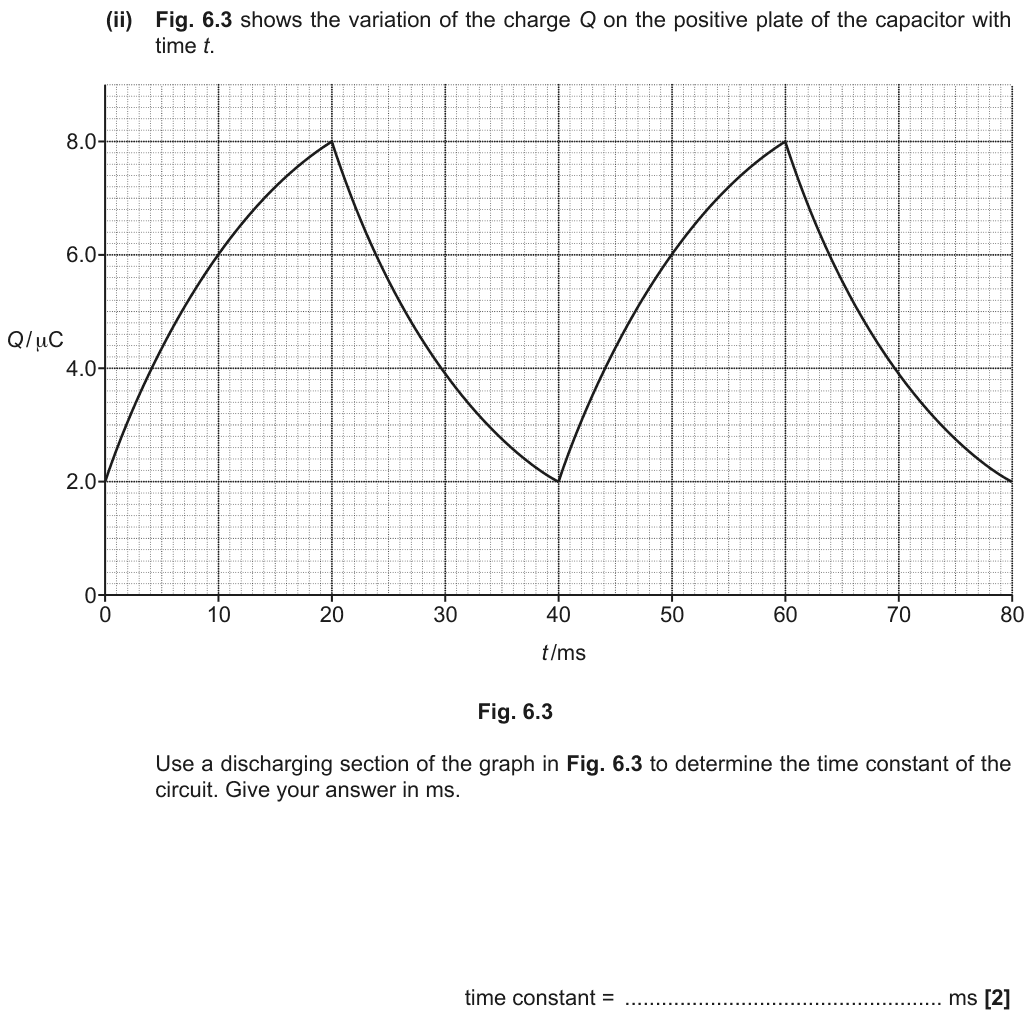 (ii) Fig. 6.3 shows the variation of the charge Q on the positive plate of the capacitor with
time t.
8.0
6.0
Q / μC
4.0
2.0
0
0 10 20 30 40 50 60 70 80
t / ms
Fig. 6.3
Use a discharging section of the graph in Fig. 6.3 to determine the time constant of the
circuit. Give your answer in ms.
time constant = .................................................... ms [2]